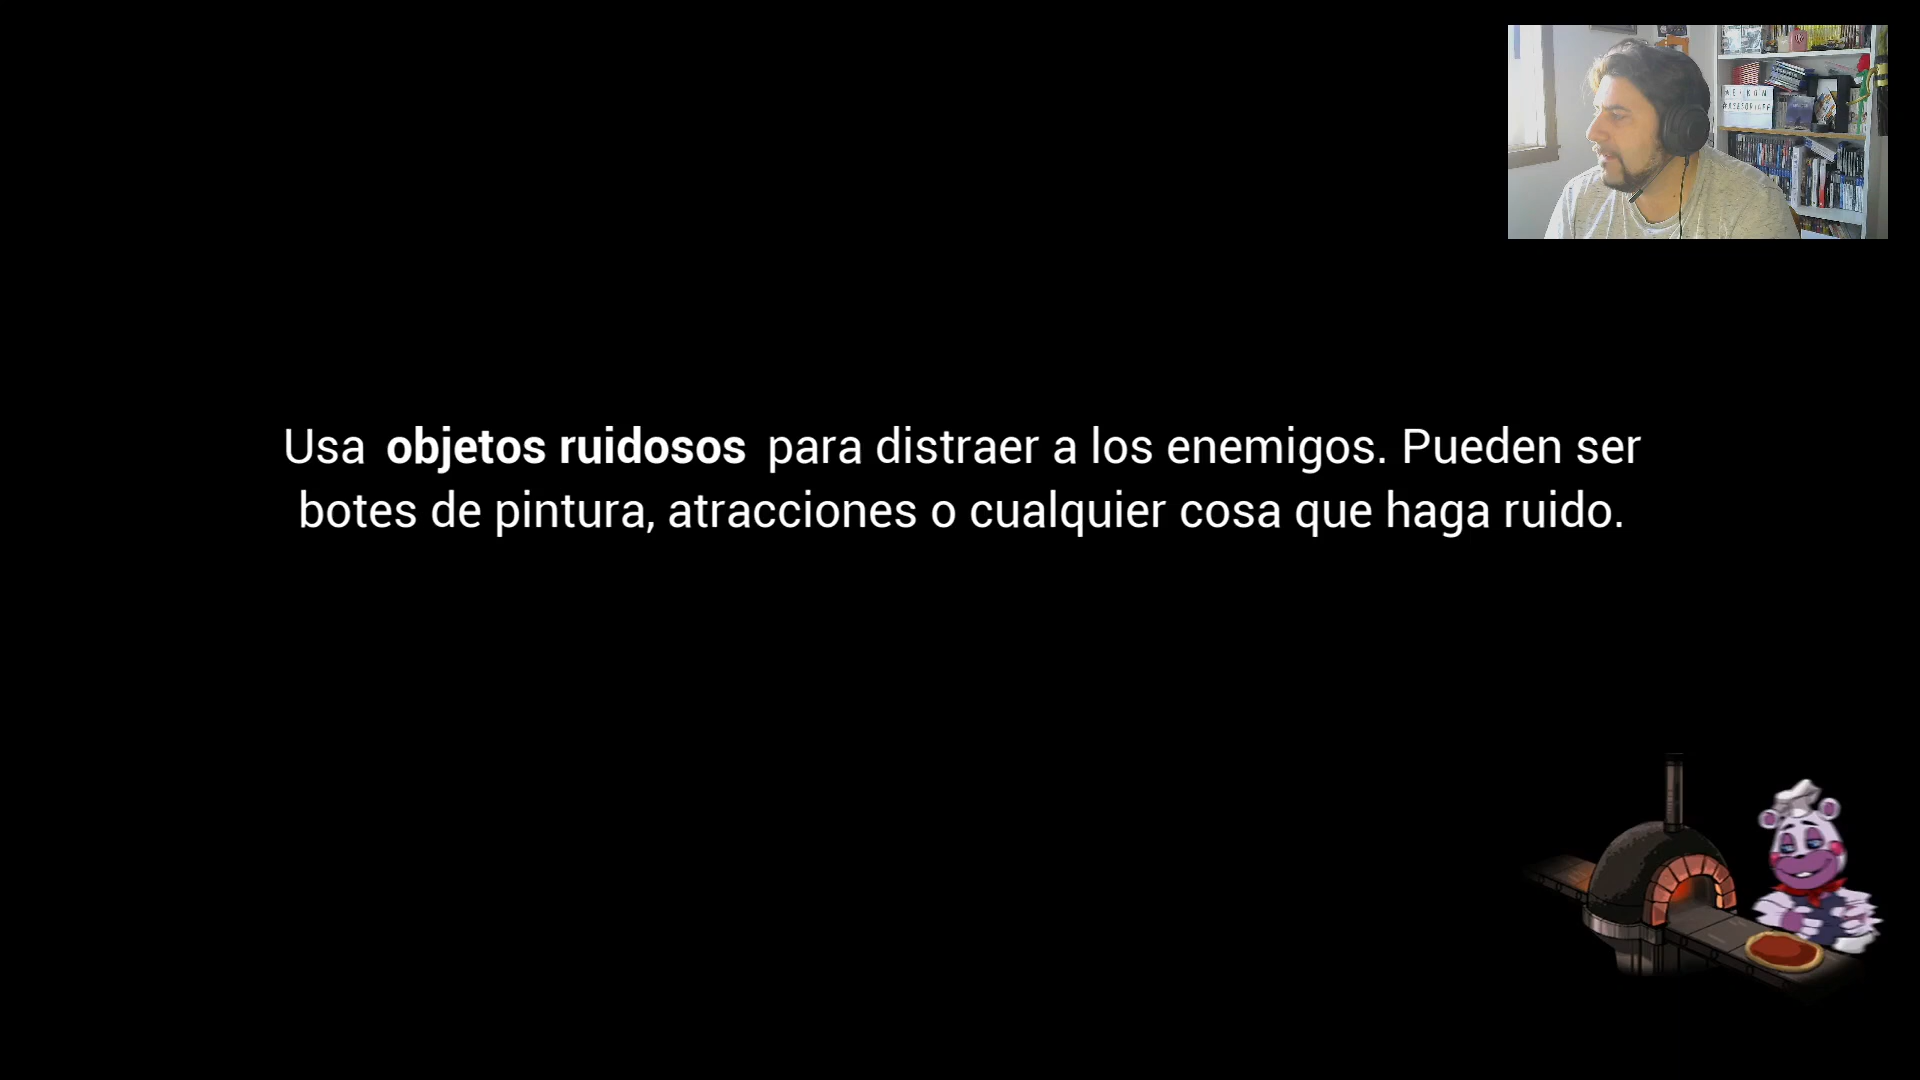 Usa objetos ruidosos para distraer a los enemigos. Pueden ser
botes de pintura, atracciones o cualquier cosa que haga ruido.